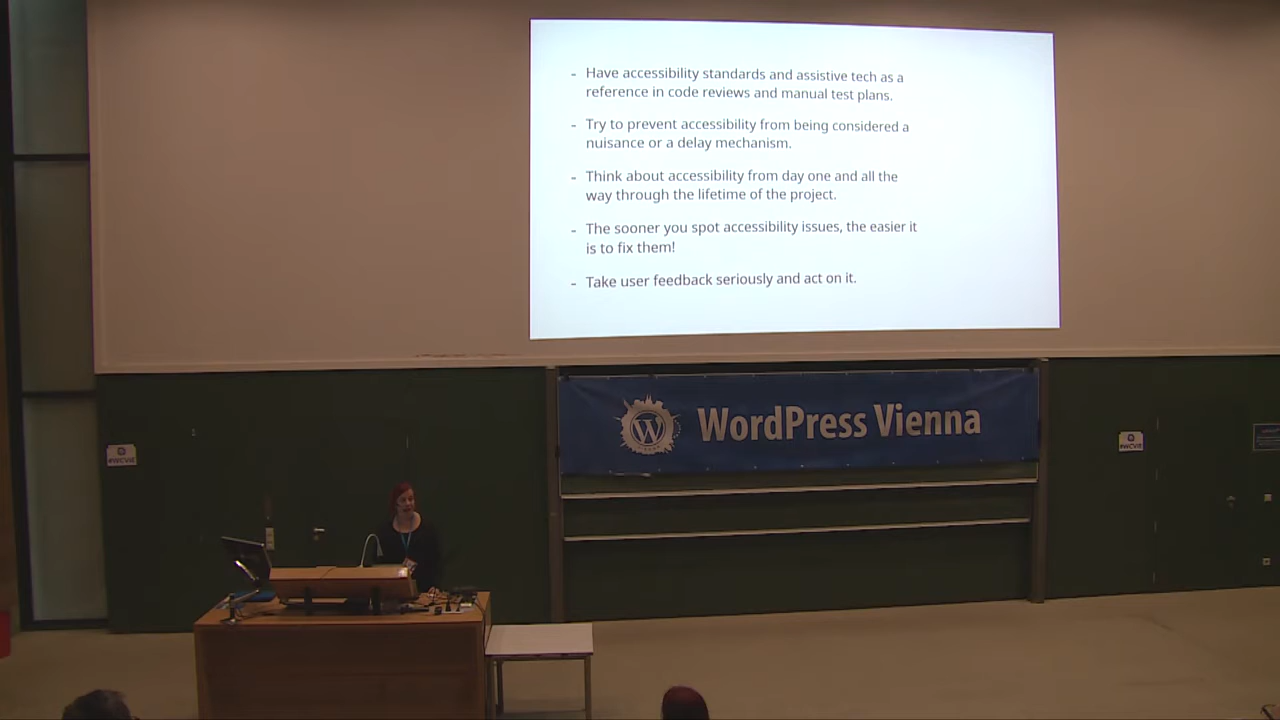 - Have accessibility standards and assistive tech as a
reference in code reviews and manual test plans.
- Try to prevent accessibility from being considered a
nuisance or a delay mechanism.
- Think about accessibility from day one and all the
way through the lifetime of the project.
- The sooner you spot accessibility issues, the easier it
is to fix them!
- Take user feedback seriously and act on it.
WordPress Vienna
#WCVIE
#WCVIE